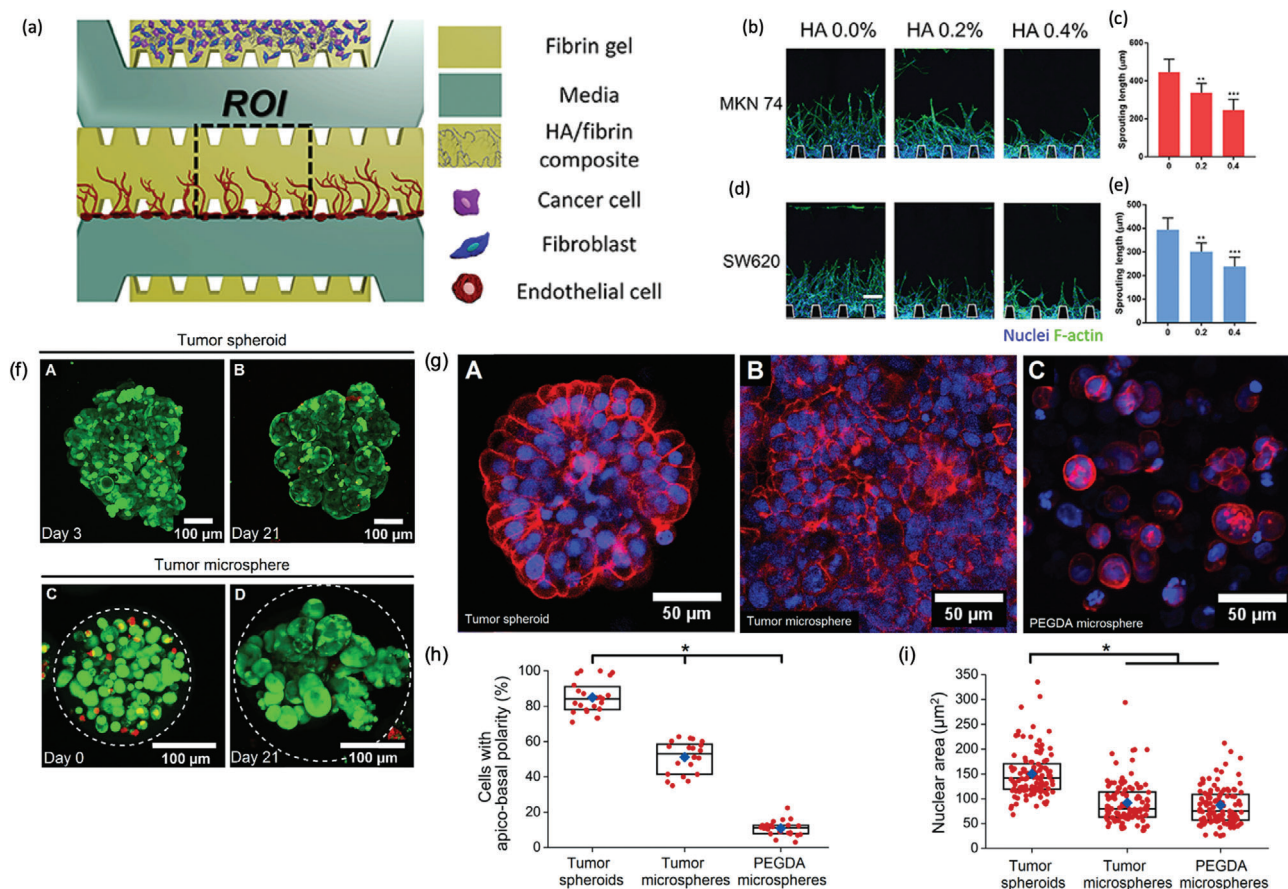 (a)
ROI
Fibrin gel
Media
HA/fibrin
composite
Cancer cell
Fibroblast
Endothelial cell
(b)
HA 0.0% HA 0.2% HA 0.4%
MKN 74
(c)
Sprouting length (µm)
600
400
200
0
**
***
0 0.2 0.4
(d)
SW620
Nuclei F-actin
(e)
Sprouting length (µm)
500
400
300
200
100
0
**
***
0 0.2 0.4
(f)
Tumor spheroid
A
Day 3
100 µm
B
Day 21
100 µm
Tumor microsphere
C
Day 0
100 µm
D
Day 21
100 µm
(g)
A
Tumor spheroid
50 µm
B
Tumor microsphere
50 µm
C
PEGDA microsphere
50 µm
(h)
*
Cells with
apico-basal polarity (%)
100
80
60
40
20
0
Tumor
spheroids
Tumor
microspheres
PEGDA
microspheres
(i)
*
Nuclear area (µm²)
350
300
250
200
150
100
50
0
Tumor
spheroids
Tumor
microspheres
PEGDA
microspheres